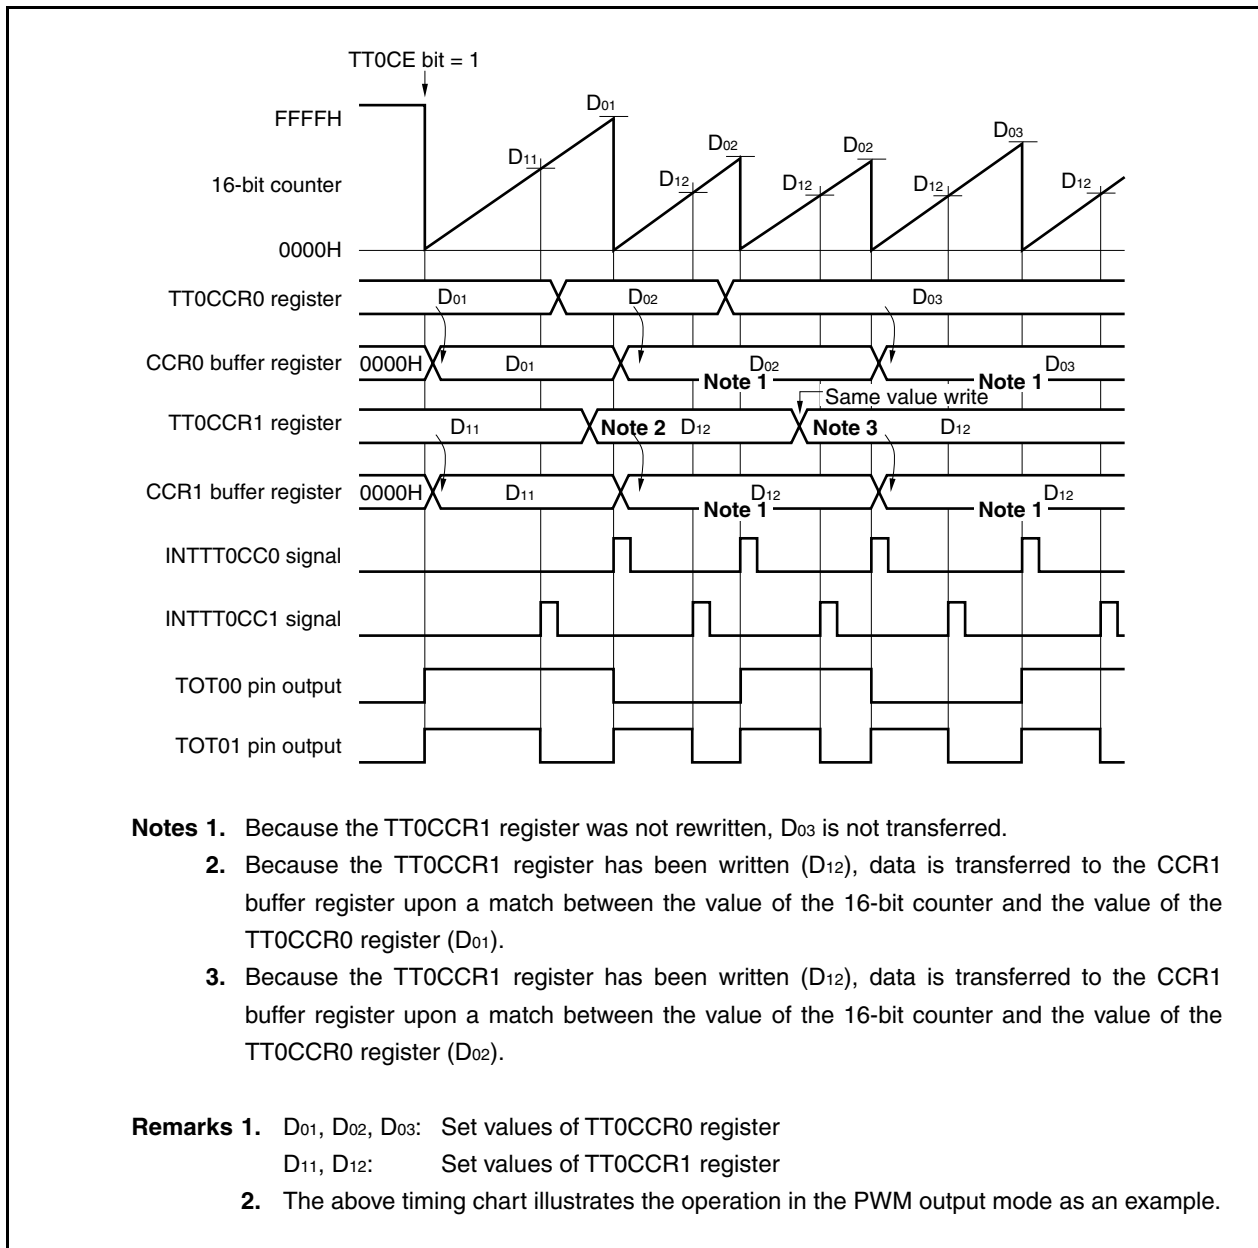 TT0CE bit = 1
FFFFH
D01
D11
D02
D02
D03
16-bit counter
D12
D12
D12
D12
0000H
TT0CCR0 register
D01
D02
D03
CCR0 buffer register
0000H
D01
D02
D03
Note 1
Note 1
Same value write
TT0CCR1 register
D11
Note 2
D12
Note 3
D12
CCR1 buffer register
0000H
D11
D12
D12
Note 1
Note 1
INTTT0CC0 signal
INTTT0CC1 signal
TOT00 pin output
TOT01 pin output
Notes 1. Because the TT0CCR1 register was not rewritten, D03 is not transferred.
2. Because the TT0CCR1 register has been written (D12), data is transferred to the CCR1
buffer register upon a match between the value of the 16-bit counter and the value of the
TT0CCR0 register (D01).
3. Because the TT0CCR1 register has been written (D12), data is transferred to the CCR1
buffer register upon a match between the value of the 16-bit counter and the value of the
TT0CCR0 register (D02).
Remarks 1. D01, D02, D03: Set values of TT0CCR0 register
D11, D12: Set values of TT0CCR1 register
2. The above timing chart illustrates the operation in the PWM output mode as an example.